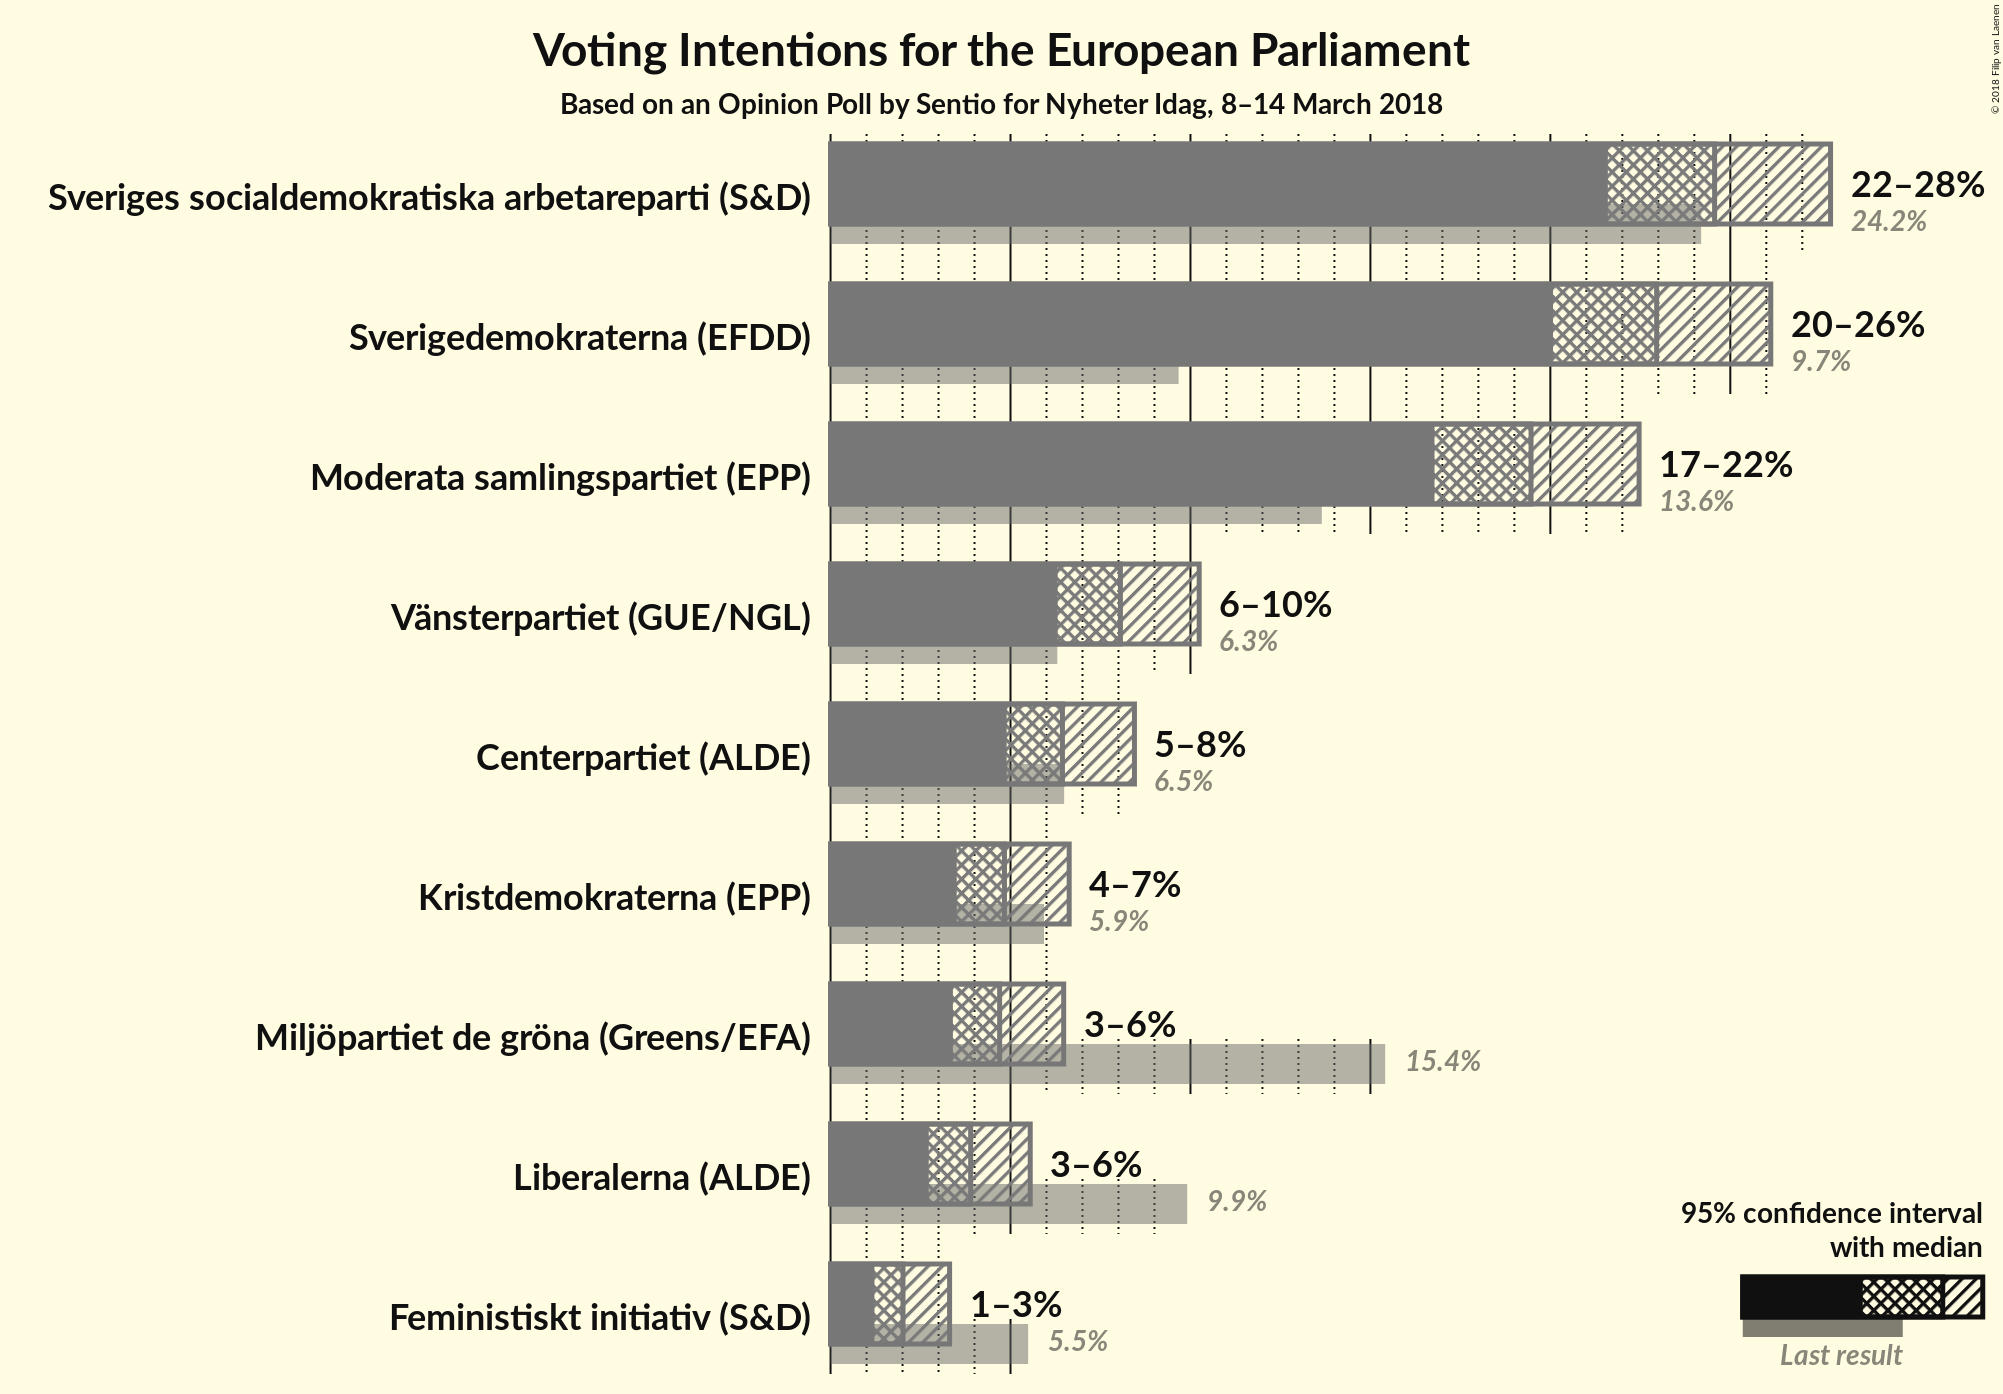 Voting Intentions for the European Parliament
Based on an Opinion Poll by Sentio for Nyheter Idag, 8–14 March 2018
© 2018 Filip van Laenen
Sveriges socialdemokratiska arbetareparti (S&D)
22–28%
24.2%
Sverigedemokraterna (EFDD)
20–26%
9.7%
Moderata samlingspartiet (EPP)
17–22%
13.6%
Vänsterpartiet (GUE/NGL)
6–10%
6.3%
Centerpartiet (ALDE)
5–8%
6.5%
Kristdemokraterna (EPP)
4–7%
5.9%
Miljöpartiet de gröna (Greens/EFA)
3–6%
15.4%
Liberalerna (ALDE)
3–6%
9.9%
Feministiskt initiativ (S&D)
1–3%
5.5%
95% confidence interval
with median
Last result